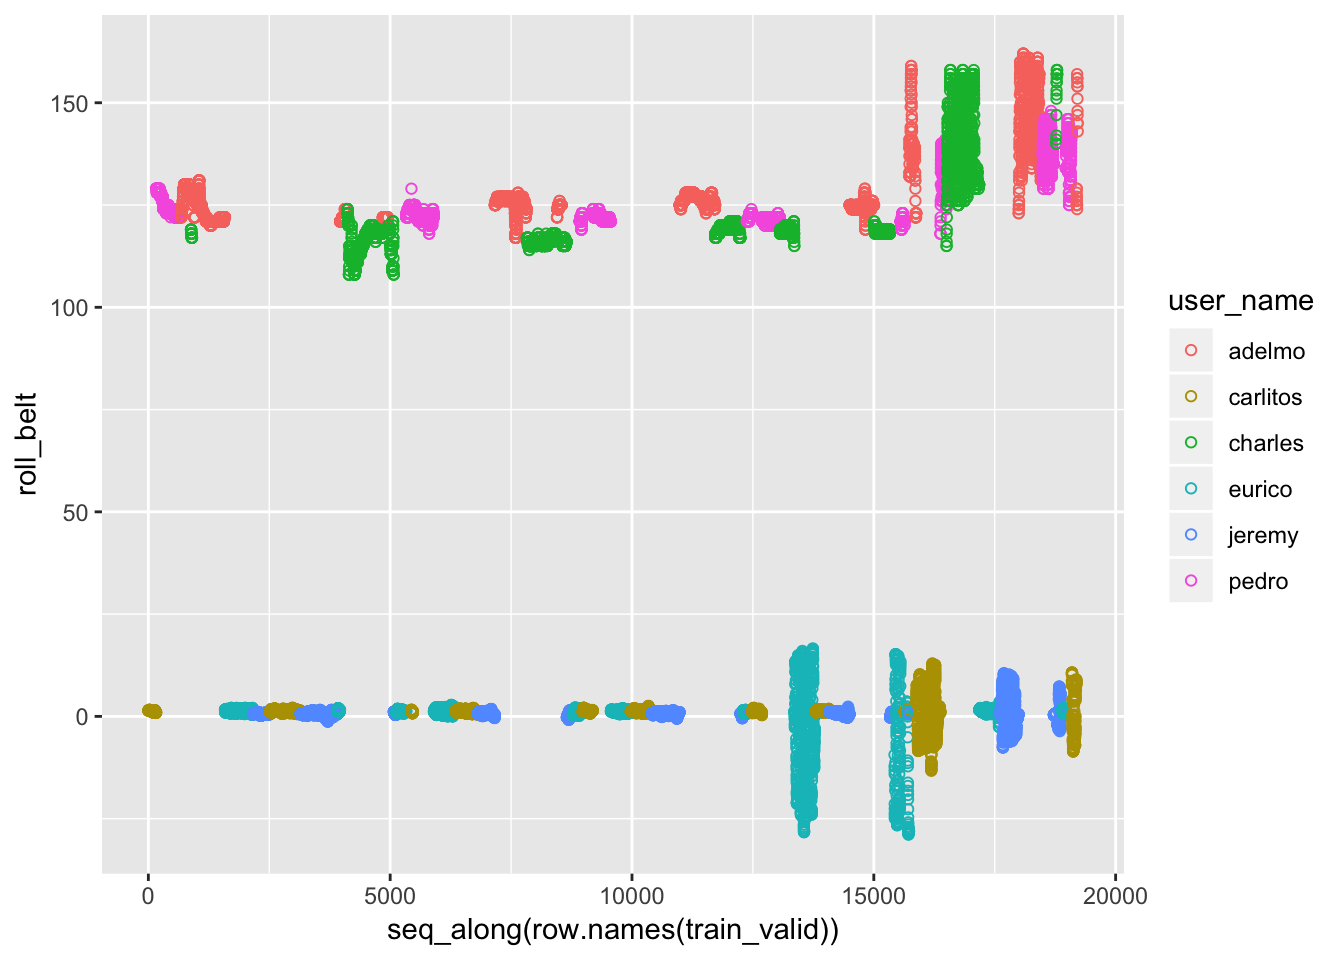 150
100
50
0
roll_belt
0 5000 10000 15000 20000
seq_along(row.names(train_valid))
user_name
adelmo
carlitos
charles
eurico
jeremy
pedro